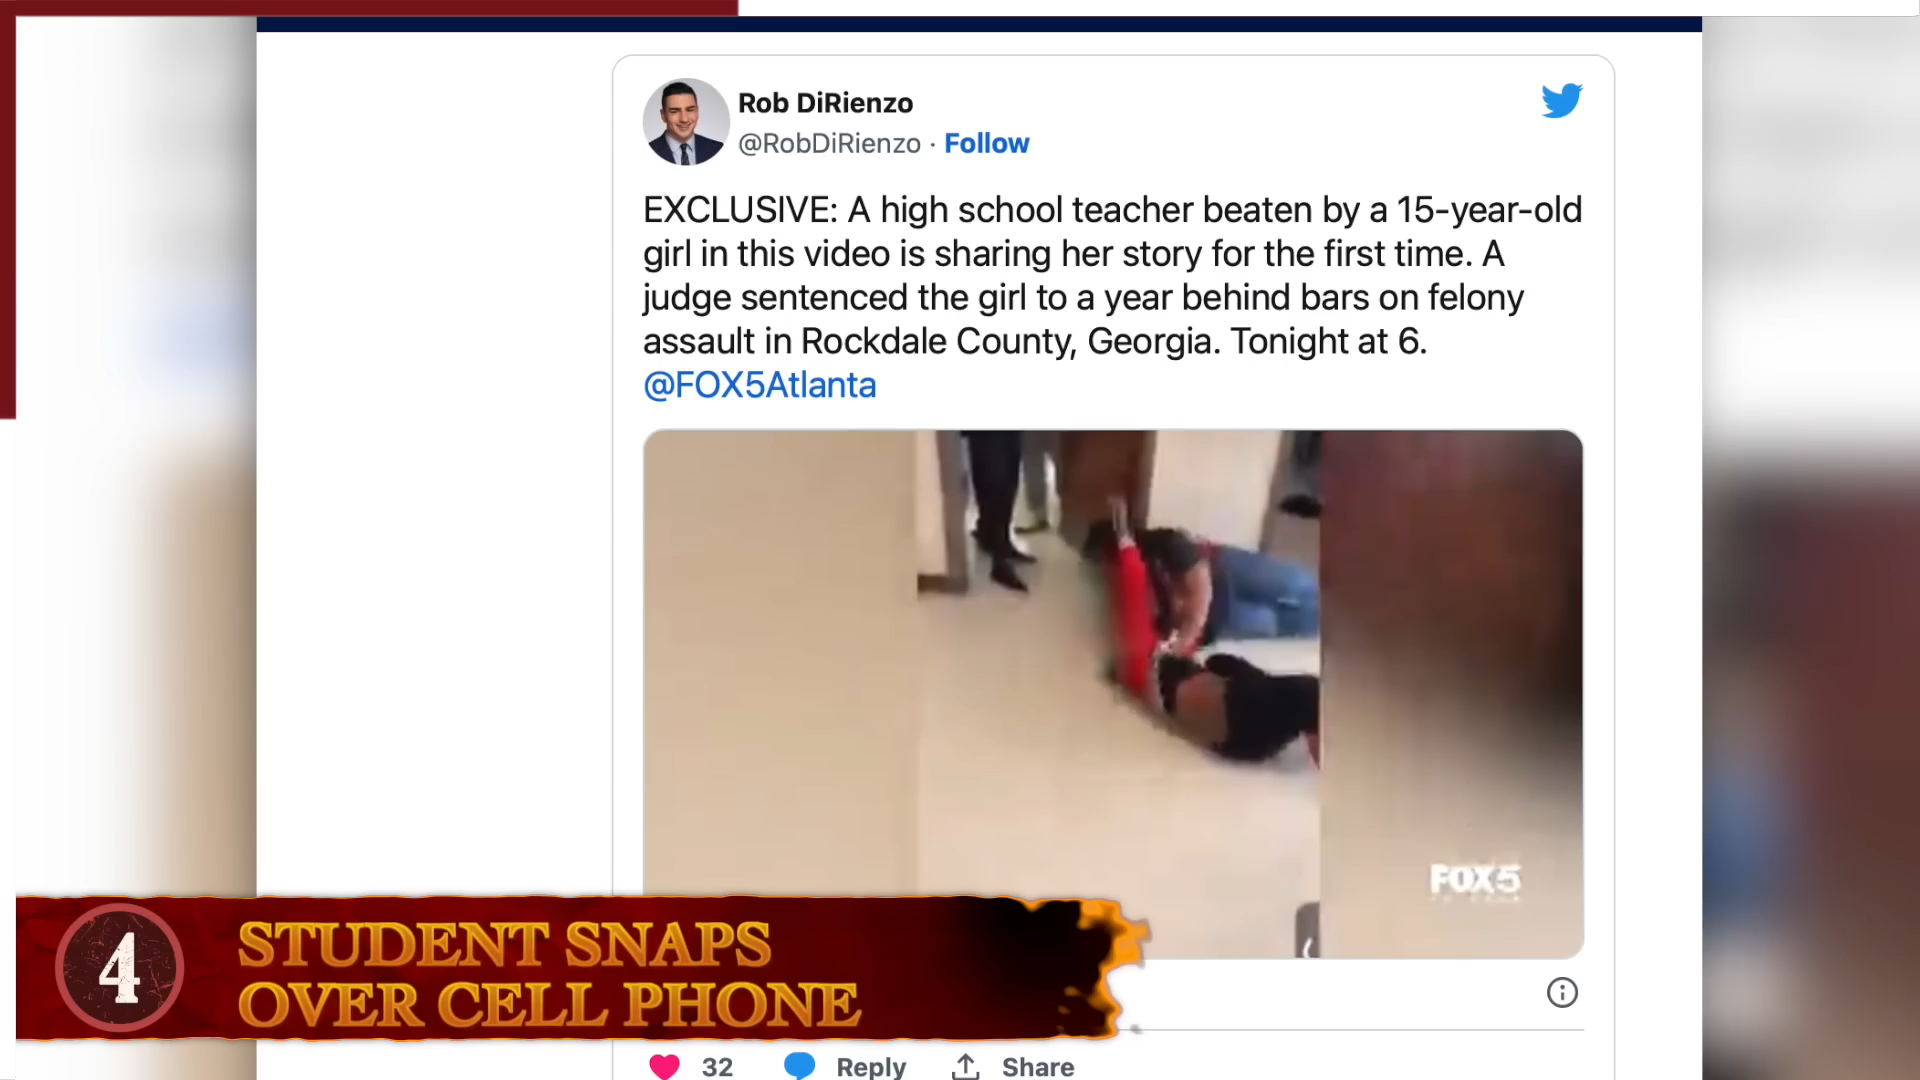 Rob DiRienzo
@RobDiRienzo · Follow
EXCLUSIVE: A high school teacher beaten by a 15-year-old
girl in this video is sharing her story for the first time. A
judge sentenced the girl to a year behind bars on felony
assault in Rockdale County, Georgia. Tonight at 6.
@FOX5Atlanta
FOX5
4
STUDENT SNAPS
OVER CELL PHONE
32 Reply Share